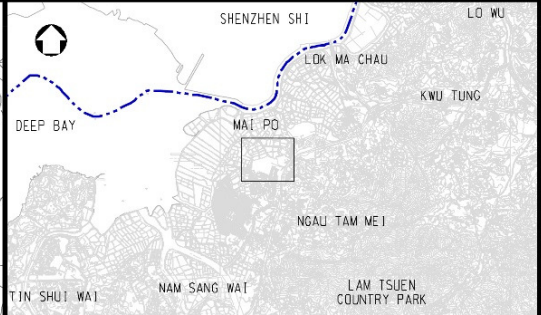 LO WU
SHENZHEN SHI
LOK MA CHAU
KWU TUNG
DEEP BAY
MAI PO
NGAU TAM MEI
NAM SANG WAI
LAM TSUEN
COUNTRY PARK
TIN SHUI WAI